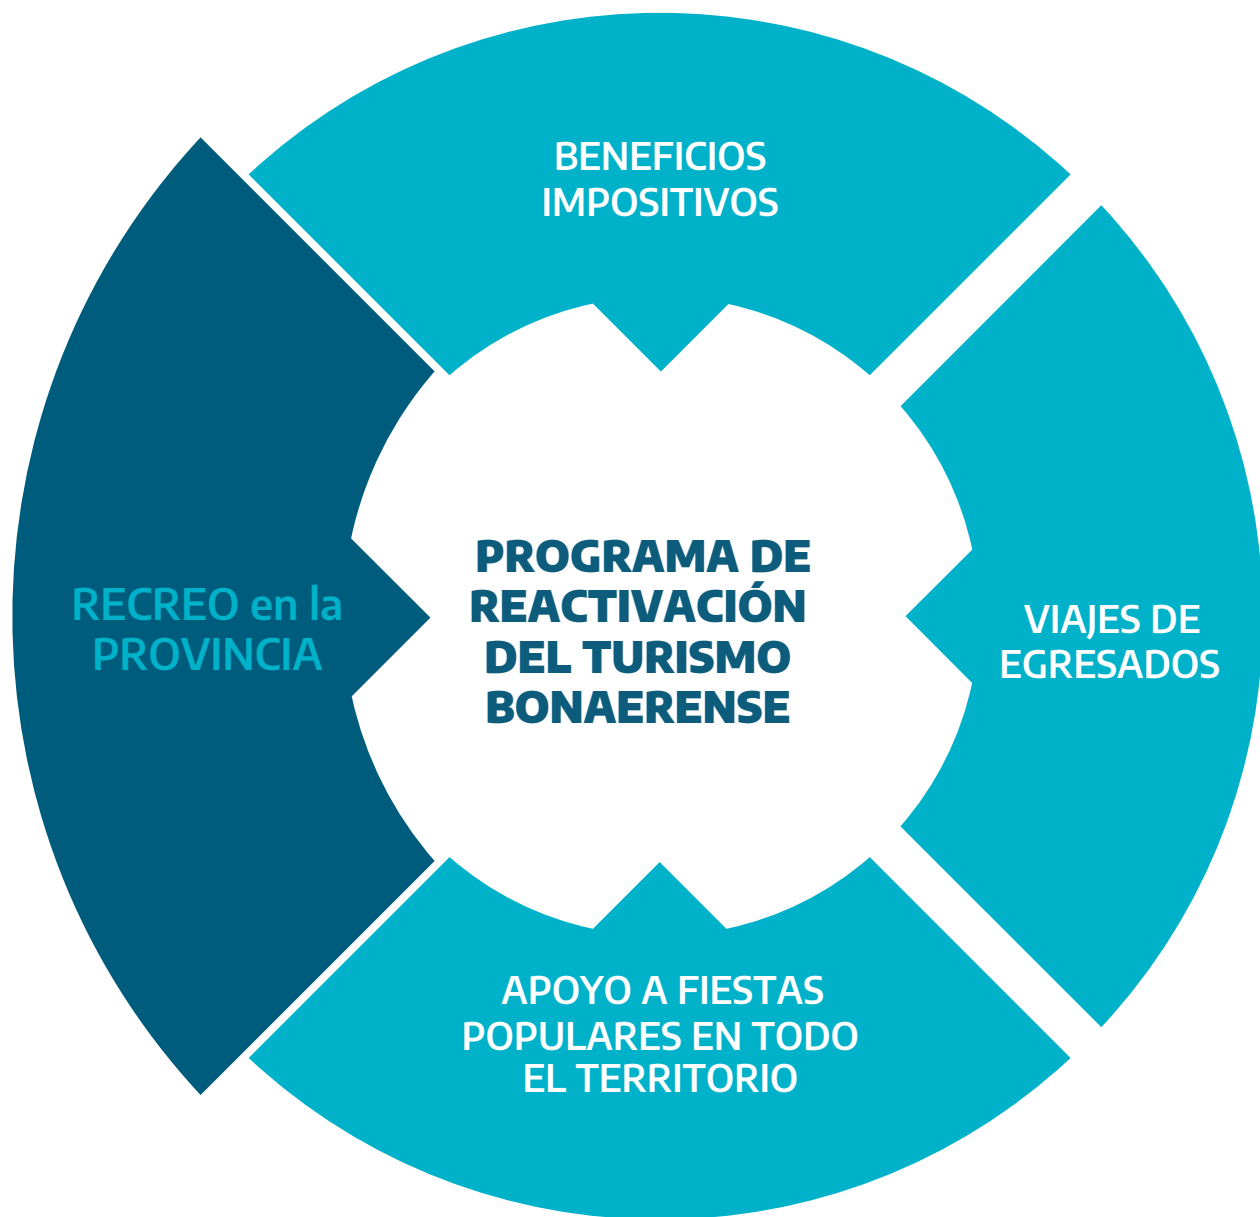 BENEFICIOS
IMPOSITIVOS
RECREO en la
PROVINCIA
PROGRAMA DE
REACTIVACIÓN
DEL TURISMO
BONAERENSE
VIAJES DE
EGRESADOS
APOYO A FIESTAS
POPULARES EN TODO
EL TERRITORIO